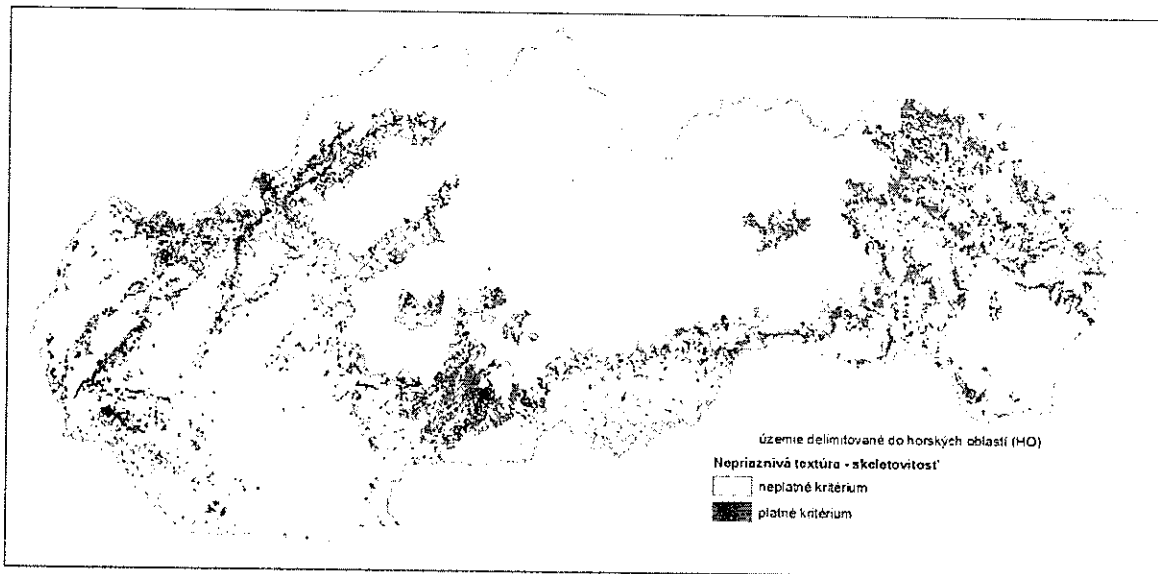 územie delimitované do horských oblastí (HO)
Nepriaznivá textúra - skeletovitosť
neplatné kritérium
platné kritérium